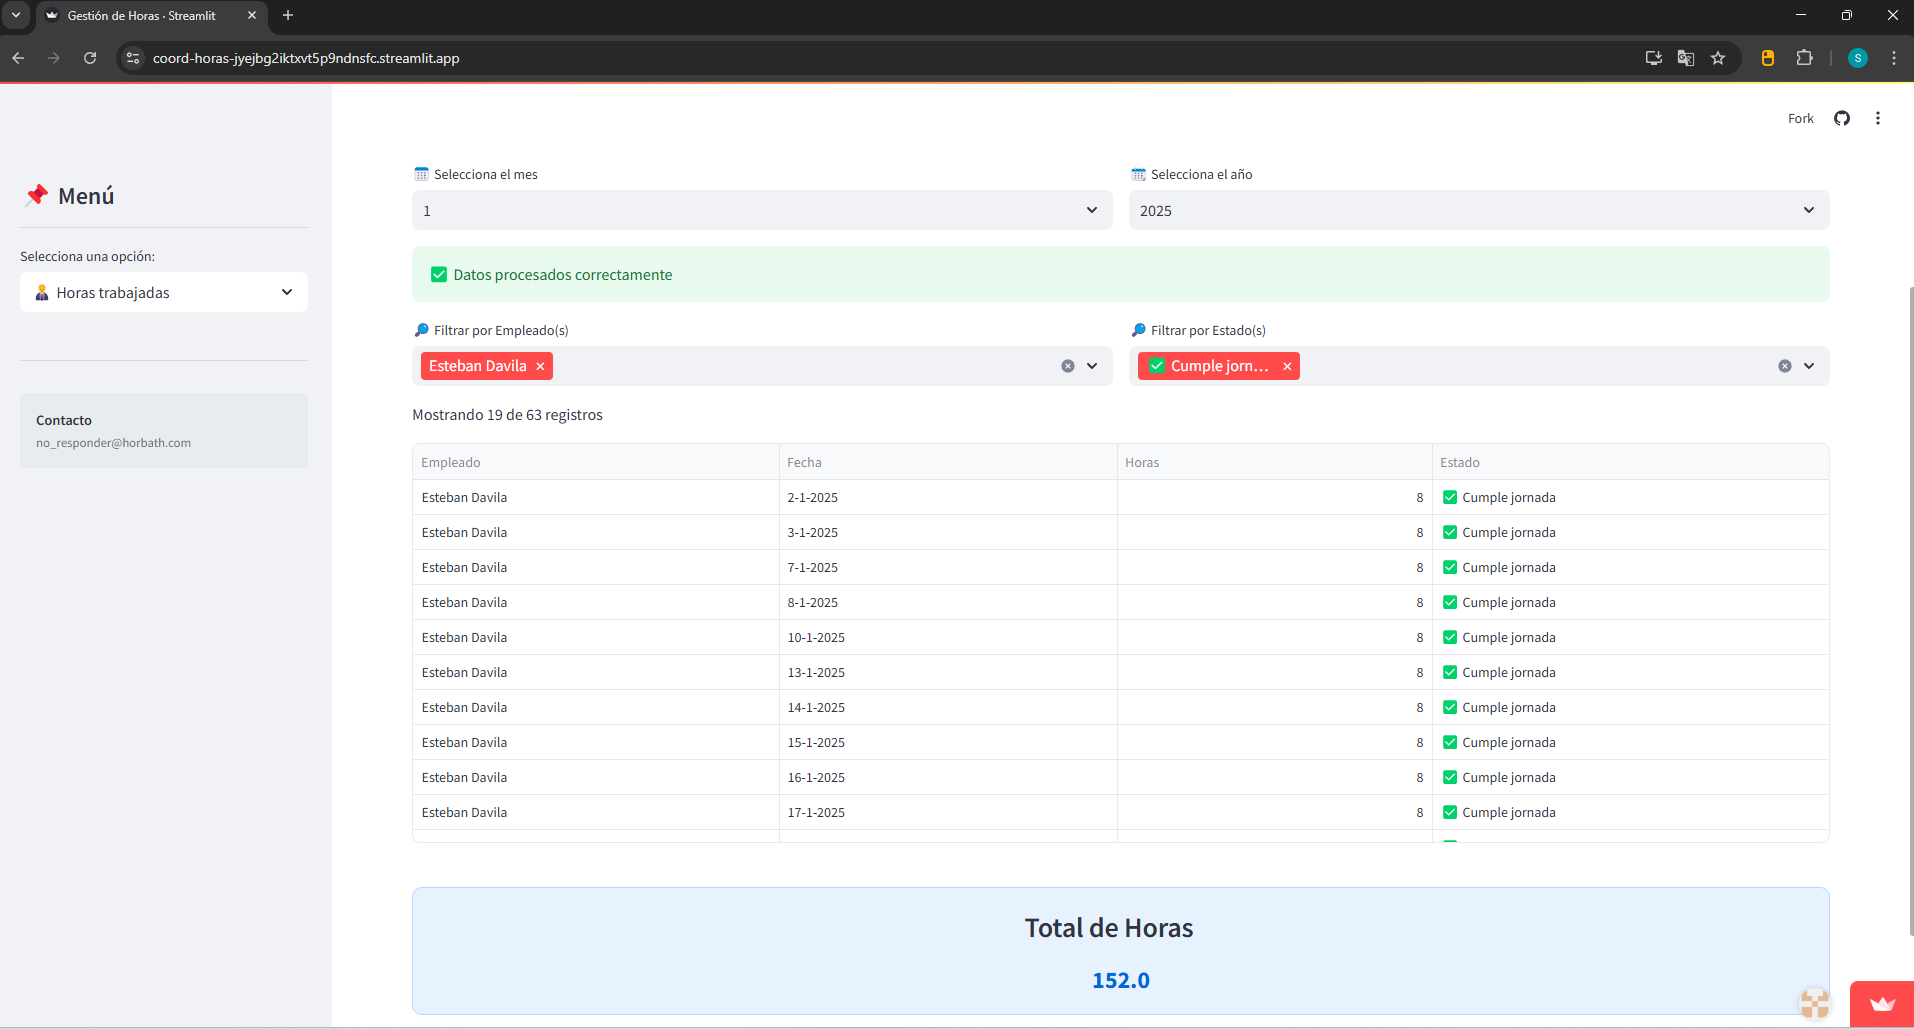 Gestión de Horas · Streamlit
coord-horas-jyejbg2iktxvt5p9ndnsfc.streamlit.app
S
Fork
Menú
Selecciona una opción:
Horas trabajadas
Contacto
no_responder@horbath.com
Selecciona el mes
Selecciona el año
1
2025
Datos procesados correctamente
Filtrar por Empleado(s)
Filtrar por Estado(s)
Esteban Davila
Cumple jorn...
Mostrando 19 de 63 registros
Empleado Fecha Horas Estado
Esteban Davila 2-1-2025 8 Cumple jornada
Esteban Davila 3-1-2025 8 Cumple jornada
Esteban Davila 7-1-2025 8 Cumple jornada
Esteban Davila 8-1-2025 8 Cumple jornada
Esteban Davila 10-1-2025 8 Cumple jornada
Esteban Davila 13-1-2025 8 Cumple jornada
Esteban Davila 14-1-2025 8 Cumple jornada
Esteban Davila 15-1-2025 8 Cumple jornada
Esteban Davila 16-1-2025 8 Cumple jornada
Esteban Davila 17-1-2025 8 Cumple jornada
Total de Horas
152.0